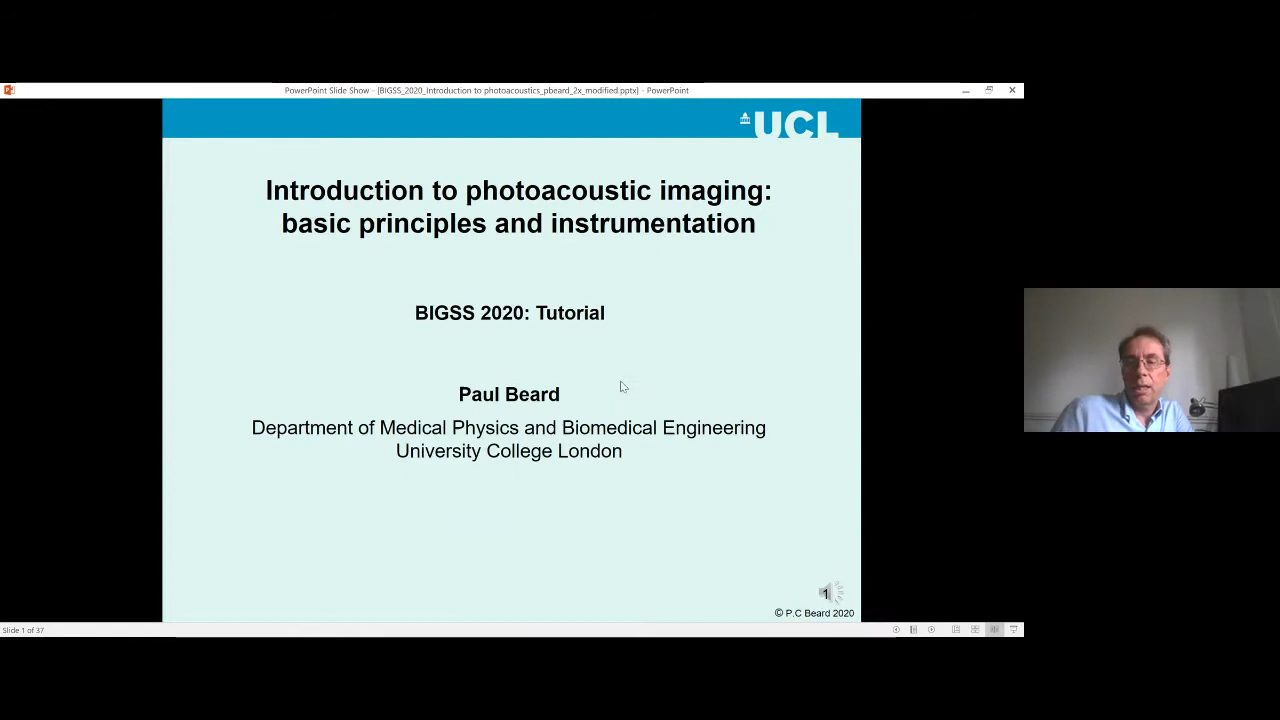 PowerPoint Slide Show - [BIGSS_2020_Introduction to photoacoustics_pbeard_2x_modified.pptx] - PowerPoint
UCL
Introduction to photoacoustic imaging:
basic principles and instrumentation
BIGSS 2020: Tutorial
Paul Beard
Department of Medical Physics and Biomedical Engineering
University College London
1
© P.C Beard 2020
Slide 1 of 37